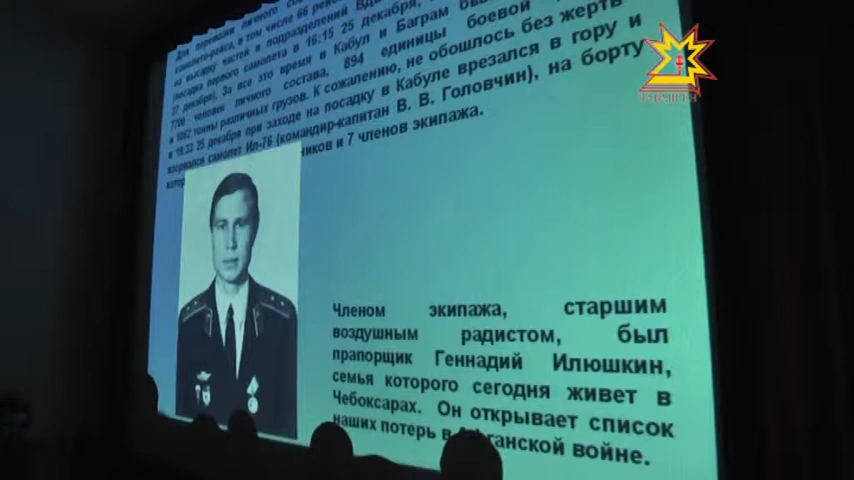 Для перевозки личного
самолето-рейса, в том числе 66 рейсов
на высадку частей и подразделений ВДВ
(посадка первого самолета в 16:15 25 декабря,
27 декабря). За все это время в Кабул и Баграм
7700 человек личного состава, 894 единицы боевой
и 1062 тонны различных грузов. К сожалению, не обошлось без жертв
в 19:33 25 декабря при заходе на посадку в Кабуле врезался в гору и
взорвался самолет Ил-76 (командир-капитан В. В. Головчин), на борту
и 7 членов экипажа.
Членом экипажа, старшим
воздушным радистом, был
прапорщик Геннадий Илюшкин,
семья которого сегодня живет в
Чебоксарах. Он открывает список
наших потерь в войне.